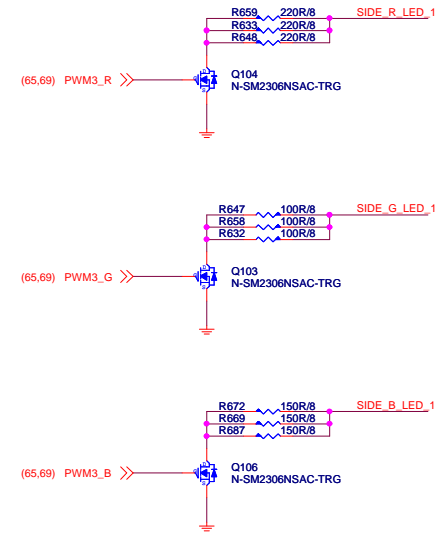 R659 220R/8 SIDE_R_LED_1
R633 220R/8
R648 220R/8
Q104
(65,69) PWM3_R N-SM2306NSAC-TRG
R647 100R/8 SIDE_G_LED_1
R658 100R/8
R632 100R/8
Q103
(65,69) PWM3_G N-SM2306NSAC-TRG
R672 150R/8 SIDE_B_LED_1
R669 150R/8
R687 150R/8
Q106
(65,69) PWM3_B N-SM2306NSAC-TRG